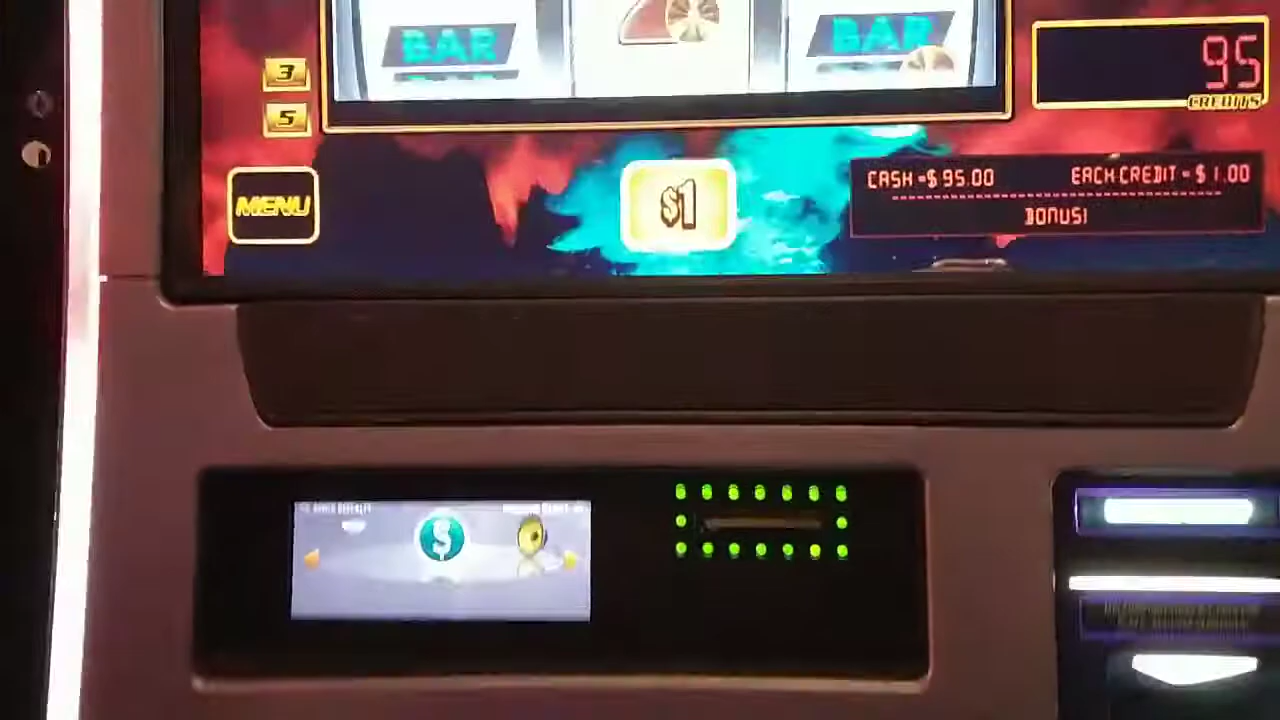 BAR
BAR
95
CREDITS
3
5
MENU
$1
CASH =$ 95.00
EACH CREDIT = $ 1.00
BONUS!
$